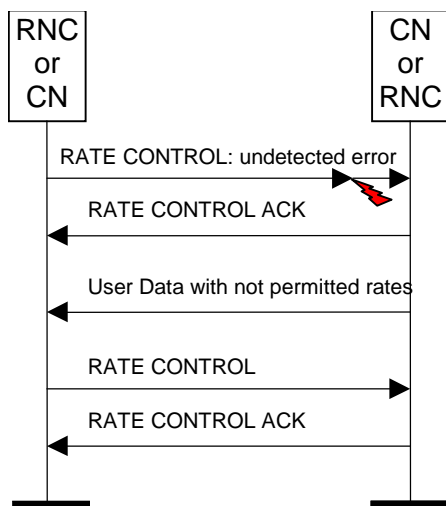 RNC
or
CN
CN
or
RNC
RATE CONTROL: undetected error
RATE CONTROL ACK
User Data with not permitted rates
RATE CONTROL
RATE CONTROL ACK